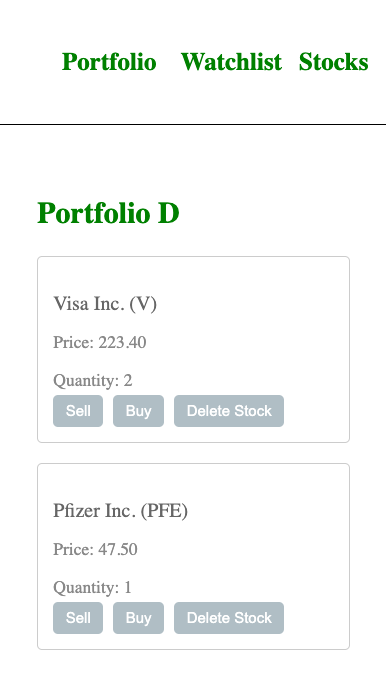 Portfolio Watchlist Stocks
Portfolio D
Visa Inc. (V)
Price: 223.40
Quantity: 2
Sell Buy Delete Stock
Pfizer Inc. (PFE)
Price: 47.50
Quantity: 1
Sell Buy Delete Stock